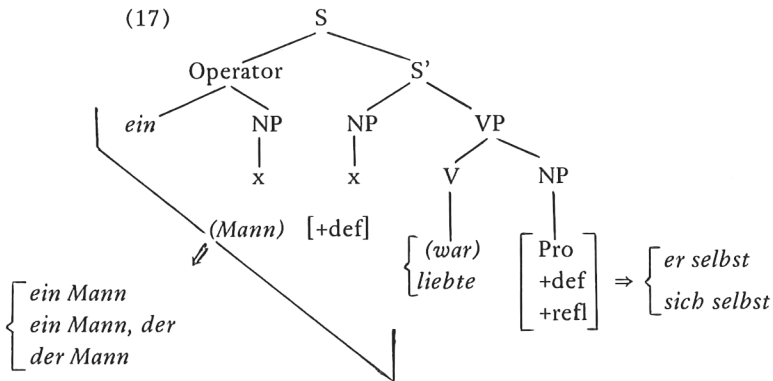 (17)
S
Operator S'
ein NP NP VP
x x V NP
(Mann) [+def] (war) Pro er selbst
liebte +def ⇒ sich selbst
+refl
ein Mann
ein Mann, der
der Mann